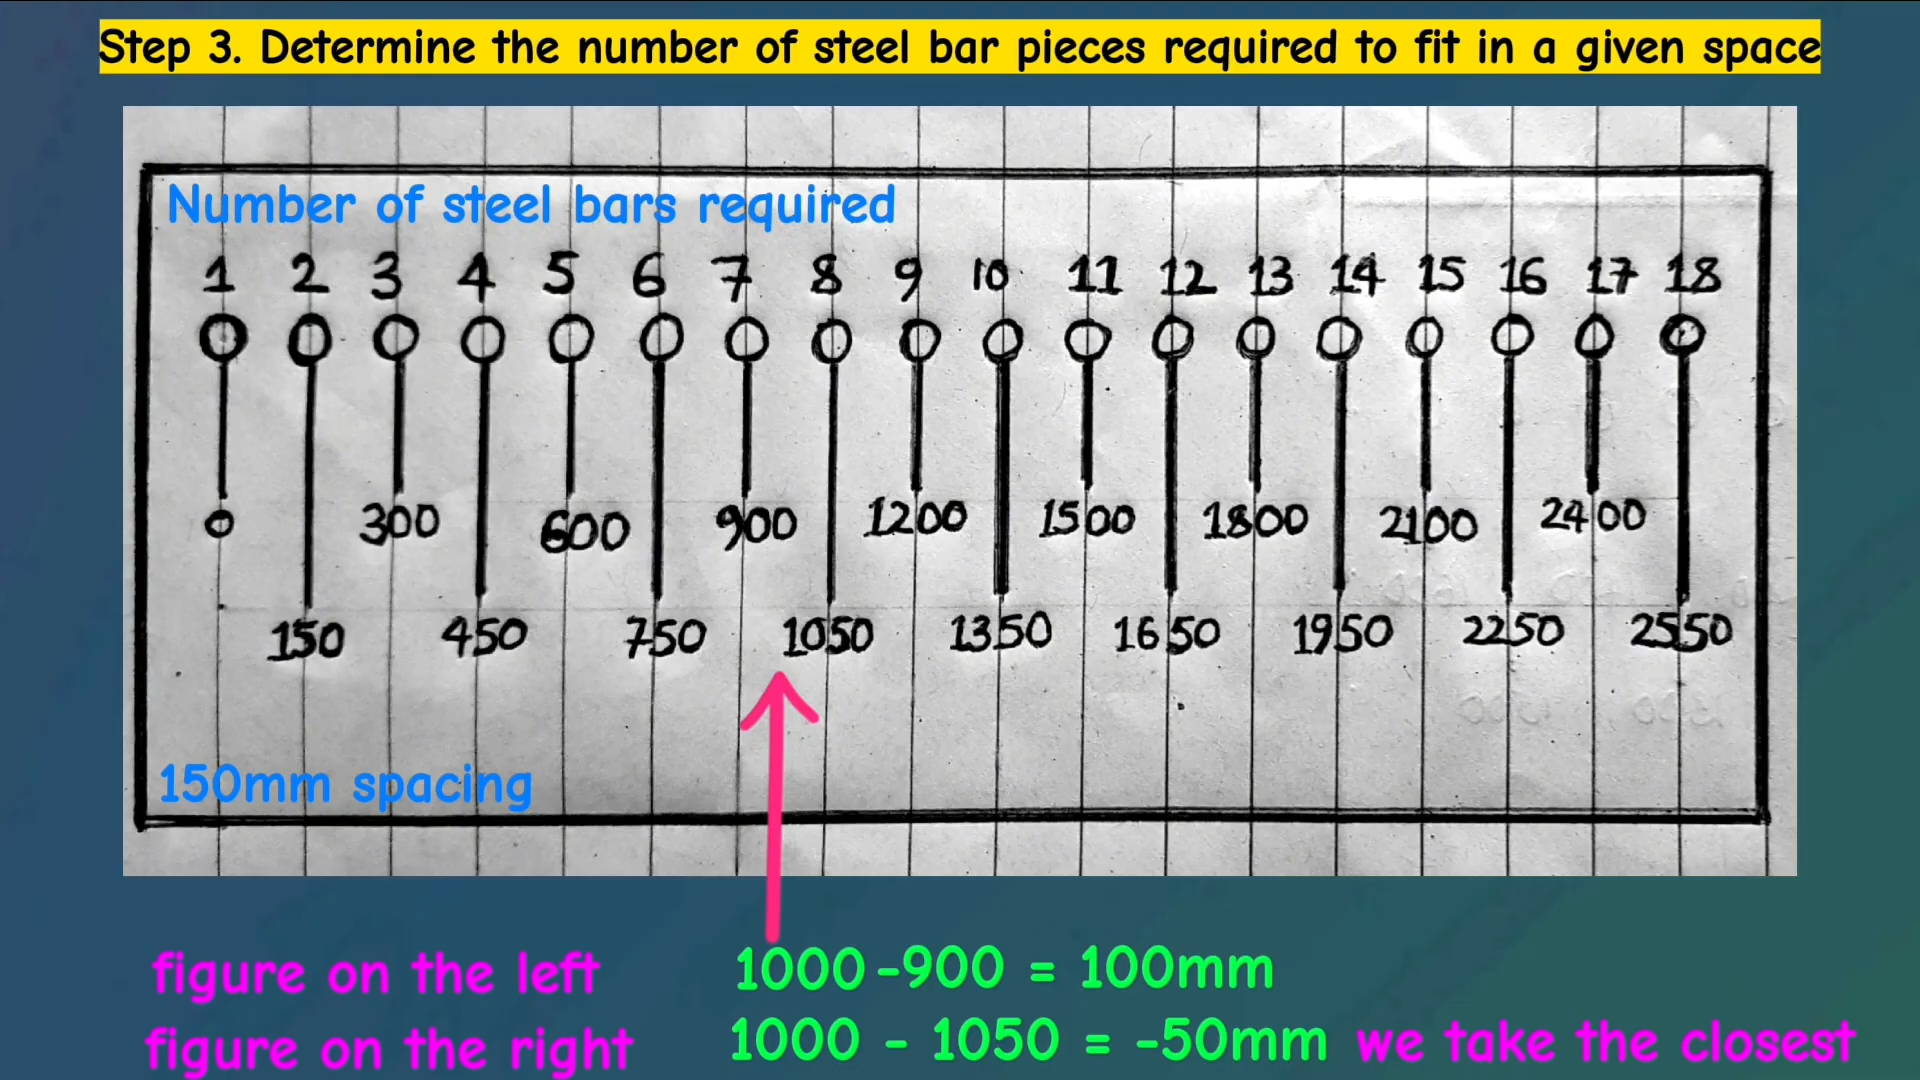 Step 3. Determine the number of steel bar pieces required to fit in a given space
Number of steel bars required
1 2 3 4 5 6 7 8 9 10 11 12 13 14 15 16 17 18
0 300 600 900 1200 1500 1800 2100 2400
150 450 750 1050 1350 1650 1950 2250 2550
150mm spacing
figure on the left 1000 -900 = 100mm
figure on the right 1000 - 1050 = -50mm we take the closest